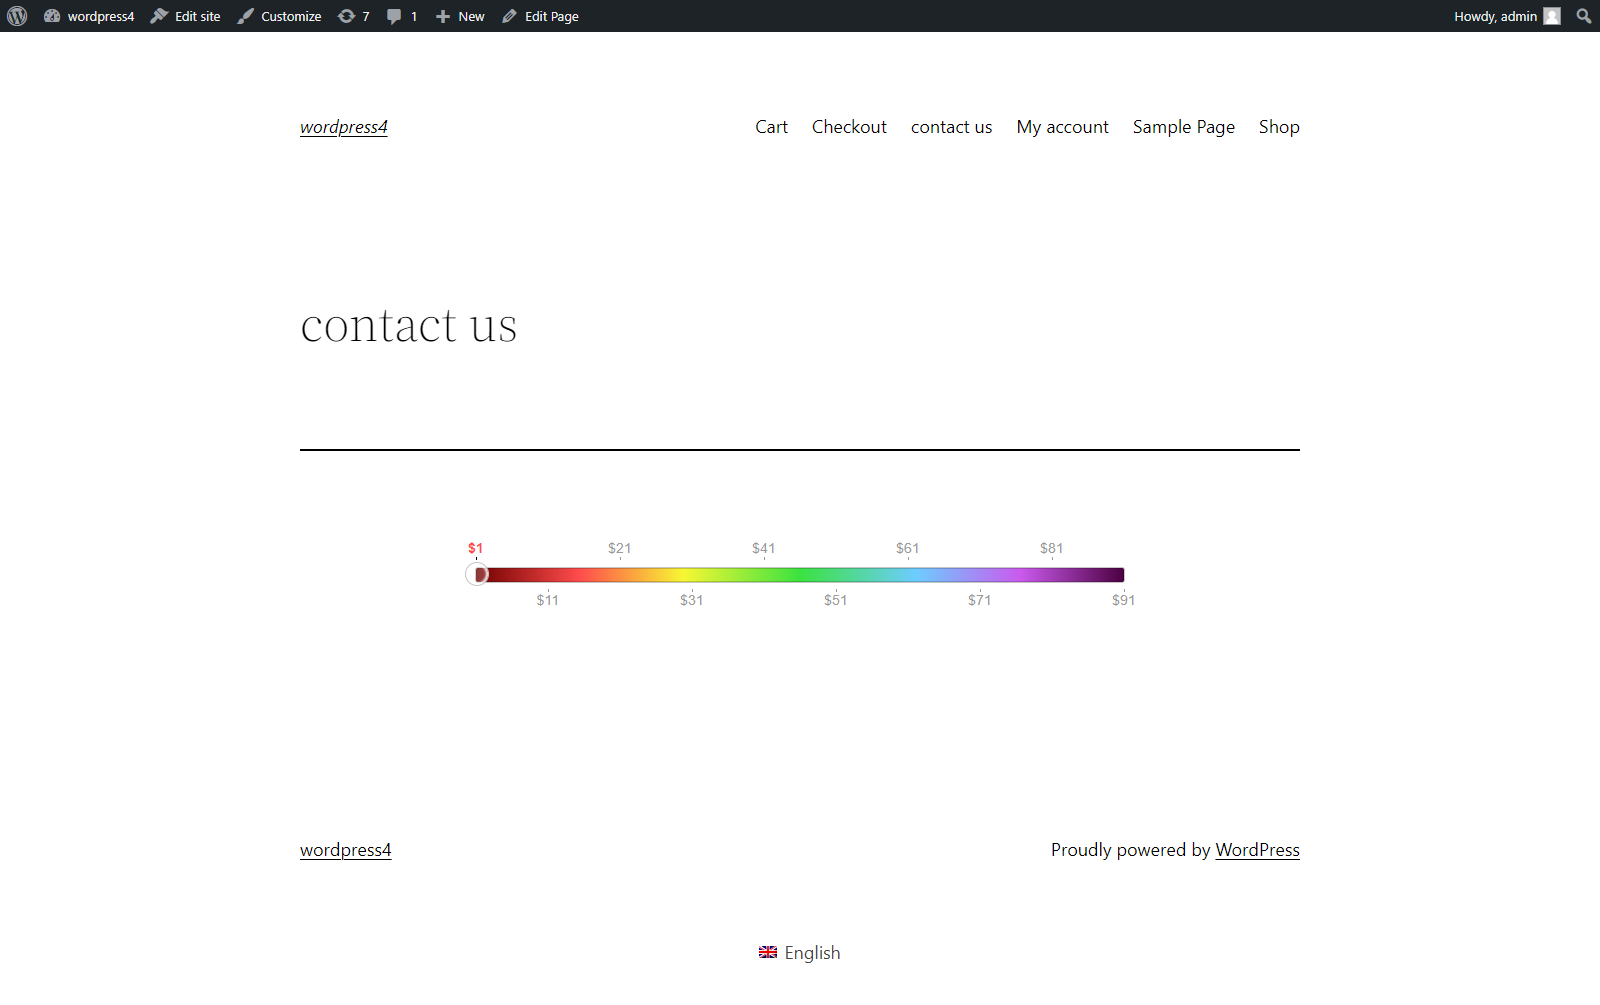 wordpress4 Edit site Customize 7 1 New Edit Page Howdy, admin
wordpress4 Cart Checkout contact us My account Sample Page Shop
contact us
$1 $21 $41 $61 $81
$11 $31 $51 $71 $91
wordpress4 Proudly powered by WordPress
English